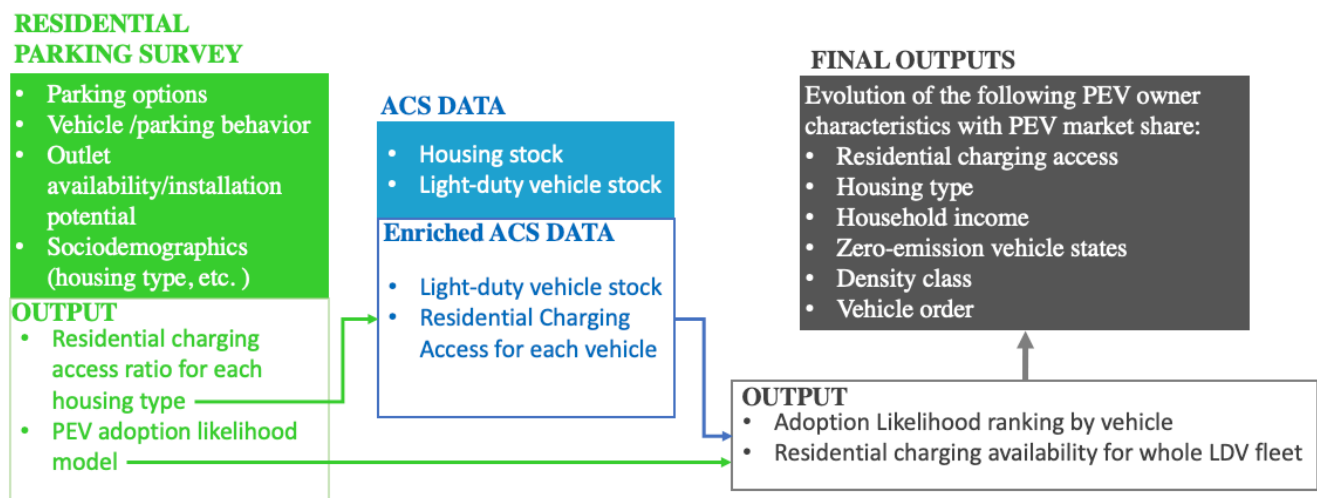 RESIDENTIAL
PARKING SURVEY
• Parking options
• Vehicle /parking behavior
• Outlet
availability/installation
potential
• Sociodemographics
(housing type, etc. )
OUTPUT
• Residential charging
access ratio for each
housing type
• PEV adoption likelihood
model
ACS DATA
• Housing stock
• Light-duty vehicle stock
Enriched ACS DATA
• Light-duty vehicle stock
• Residential Charging
Access for each vehicle
FINAL OUTPUTS
Evolution of the following PEV owner
characteristics with PEV market share:
• Residential charging access
• Housing type
• Household income
• Zero-emission vehicle states
• Density class
• Vehicle order
OUTPUT
• Adoption Likelihood ranking by vehicle
• Residential charging availability for whole LDV fleet